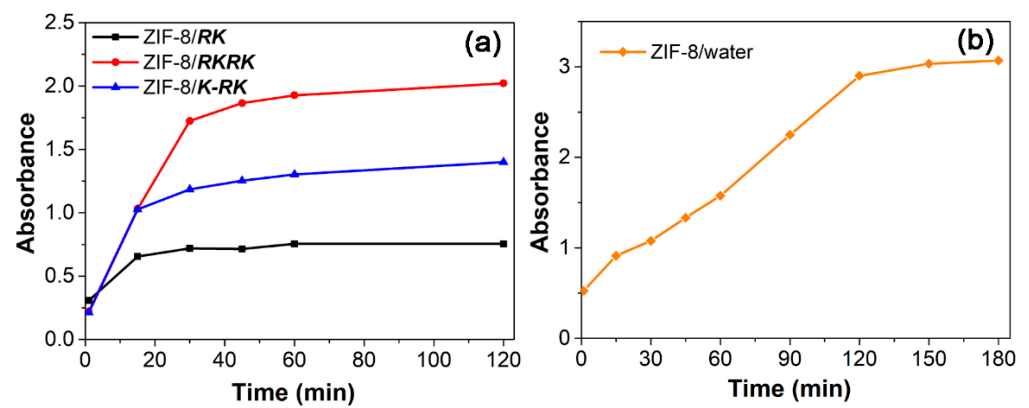 (a)
ZIF-8/RK
ZIF-8/RKRK
ZIF-8/K-RK
Absorbance
2.5
2.0
1.5
1.0
0.5
0.0
0 20 40 60 80 100 120
Time (min)
(b)
ZIF-8/water
Absorbance
3
2
1
0
0 30 60 90 120 150 180
Time (min)